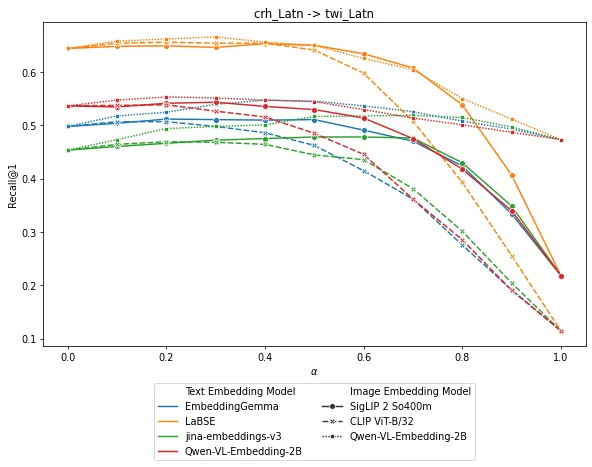 crh_Latn -> twi_Latn
Recall@1
0.6
0.5
0.4
0.3
0.2
0.1
0.0 0.2 0.4 0.6 0.8 1.0
α
Text Embedding Model Image Embedding Model
EmbeddingGemma SigLIP 2 So400m
LaBSE CLIP ViT-B/32
jina-embeddings-v3 Qwen-VL-Embedding-2B
Qwen-VL-Embedding-2B